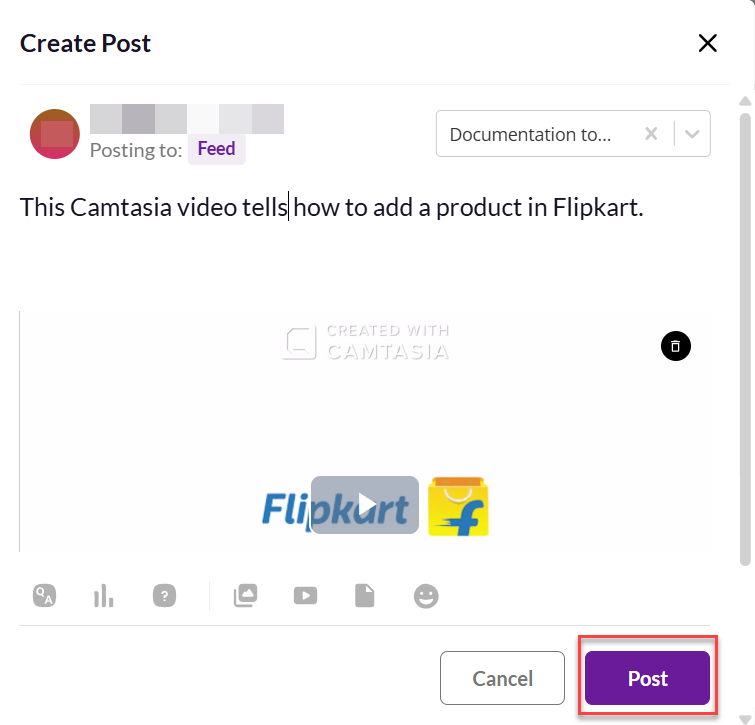 Create Post
Posting to: Feed
Documentation to...
This Camtasia video tells how to add a product in Flipkart.
CREATED WITH
CAMTASIA
Flipkart
Cancel
Post